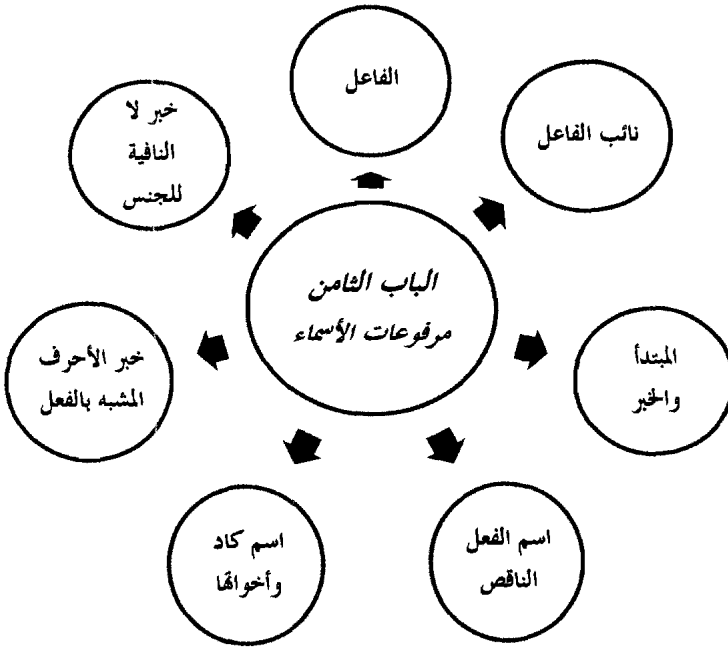 الباب الثامن
مرفوعات الأسماء
الفاعل
نائب الفاعل
المبتدأ
والخبر
اسم الفعل
الناقص
اسم كاد
وأخواتها
خبر الأحرف
المشبه بالفعل
خبر لا
النافية
للجنس